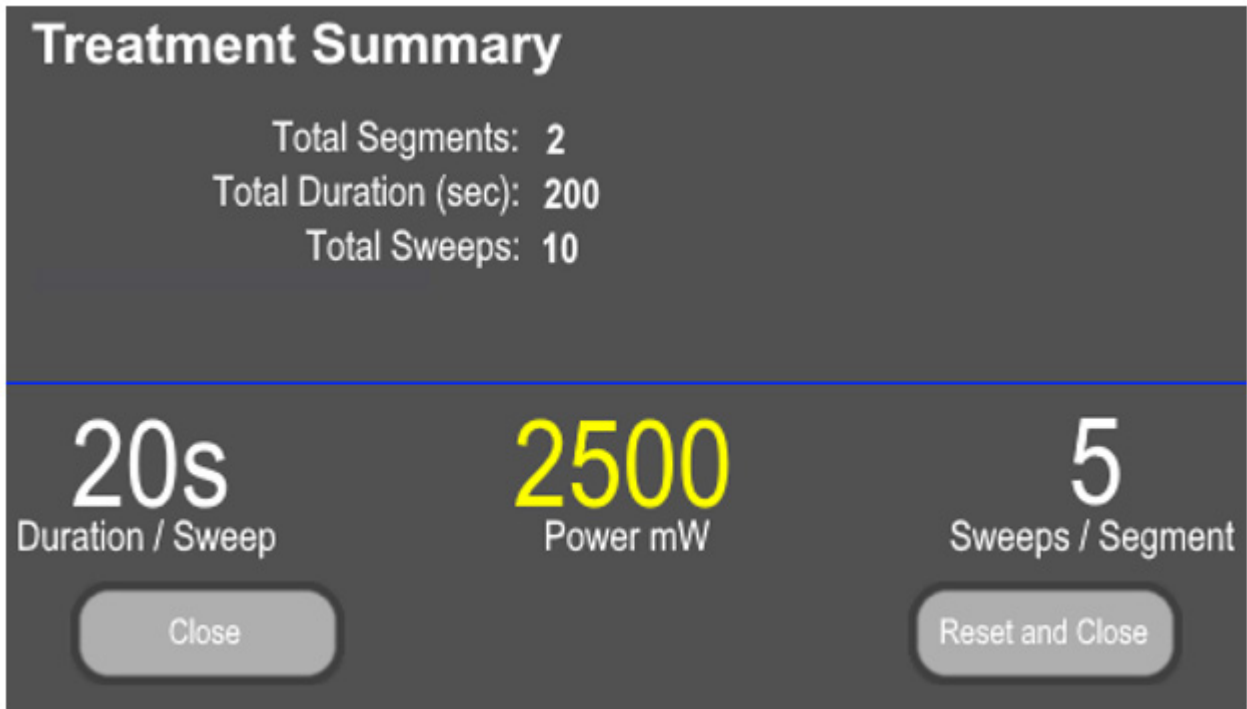 Treatment Summary
Total Segments: 2
Total Duration (sec): 200
Total Sweeps: 10
20s
Duration / Sweep
2500
Power mW
5
Sweeps / Segment
Close
Reset and Close